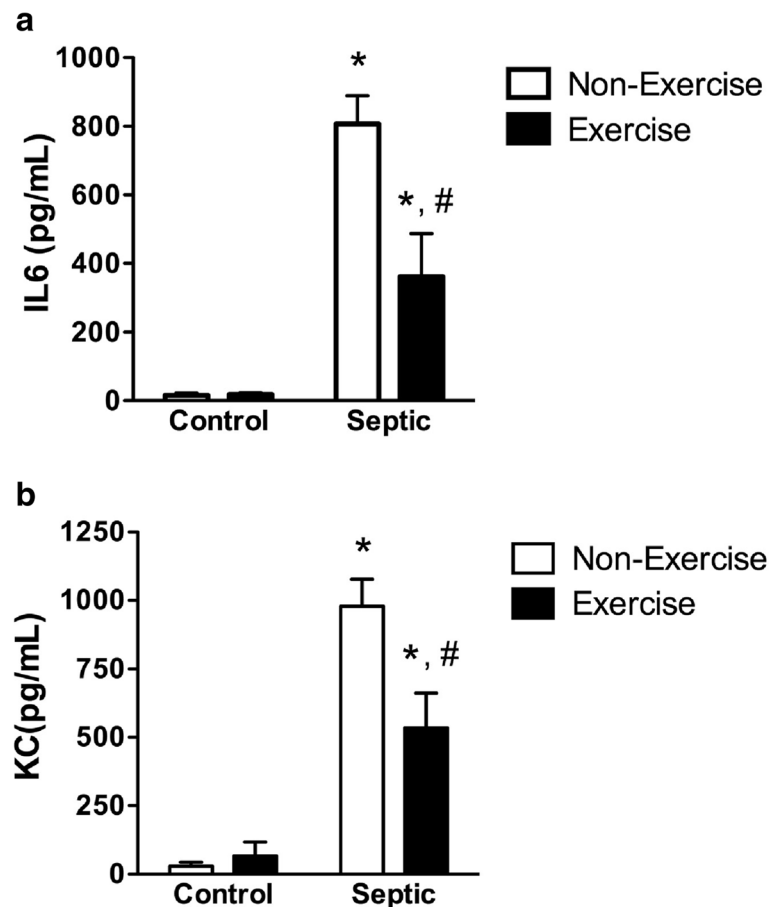 a
IL6 (pg/mL)
1000
800
600
400
200
0
*
*, #
Control
Septic
Non-Exercise
Exercise
b
KC(pg/mL)
1250
1000
750
500
250
0
*
*, #
Control
Septic
Non-Exercise
Exercise